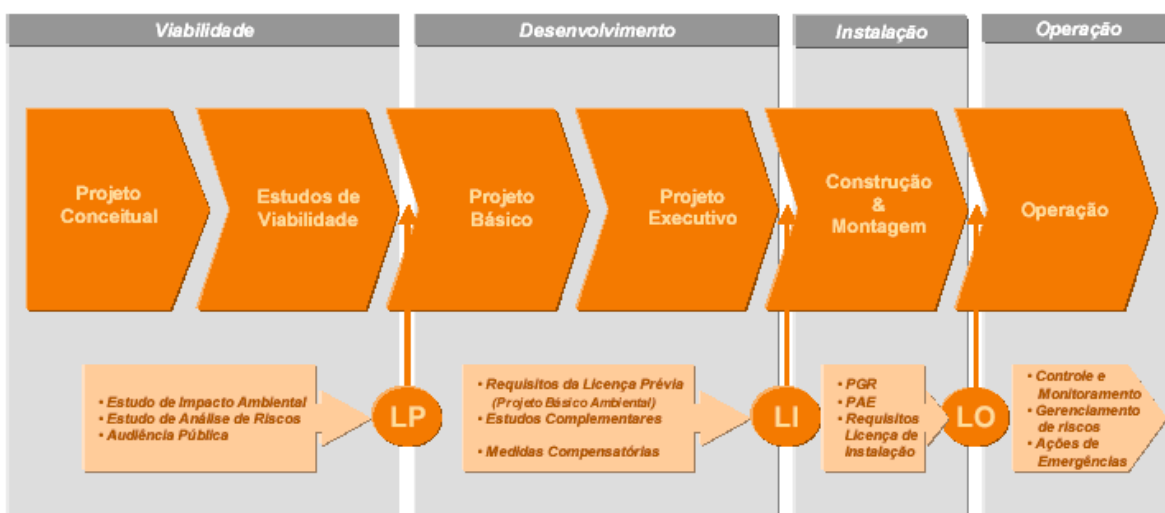 Viabilidade
Desenvolvimento
Instalação
Operação
Projeto
Conceitual
Estudos de
Viabilidade
Projeto
Básico
Projeto
Executivo
Construção
&
Montagem
Operação
• Estudo de Impacto Ambiental
• Estudo de Análise de Riscos
• Audiência Pública
LP
• Requisitos da Licença Prévia
(Projeto Básico Ambiental)
• Estudos Complementares
• Medidas Compensatórias
LI
• PGR
• PAE
• Requisitos
Licença de
Instalação
LO
• Controle e
Monitoramento
• Gerenciamento
de riscos
• Ações de
Emergências